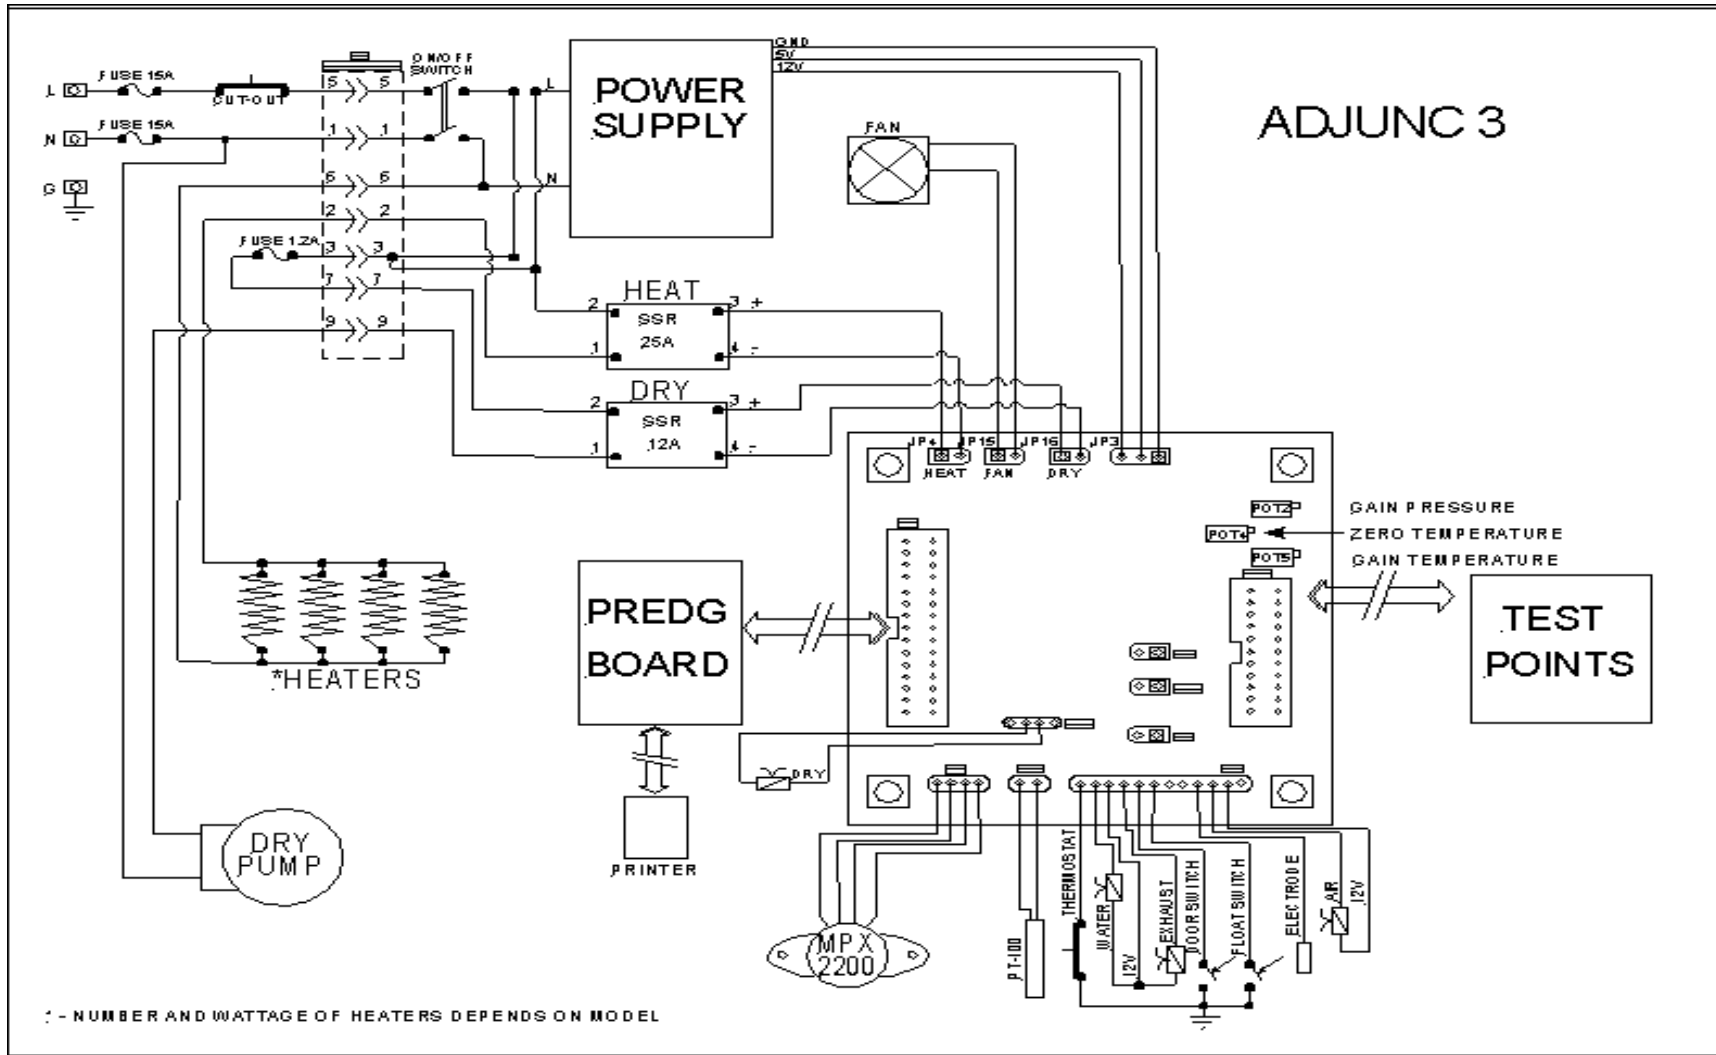 ADJUNC 3
L
FUSE 15A
CUT-OUT
5 5
ON/OFF
SWITCH
L
POWER
SUPPLY
GND
5V
12V
N
FUSE 15A
1 1
G
6 6
N
FAN
2 2
FUSE 12A
3 3
7 7
9 9
HEAT
2
SSR
25A
1
3 +
4 -
DRY
2
SSR
12A
1
3 +
4 -
JP4 JP15 JP16 JP3
HEAT FAN DRY
POT2
GAIN PRESSURE
POT4
ZERO TEMPERATURE
POT5
GAIN TEMPERATURE
PREDG
BOARD
TEST
POINTS
*HEATERS
DRY
PRINTER
DRY
PUMP
MPX
2200
PT-100
THERMOSTAT
WATER
12V
EXHAUST
DOOR SWITCH
FLOAT SWITCH
ELECTRODE
AIR
12V
* - NUMBER AND WATTAGE OF HEATERS DEPENDS ON MODEL